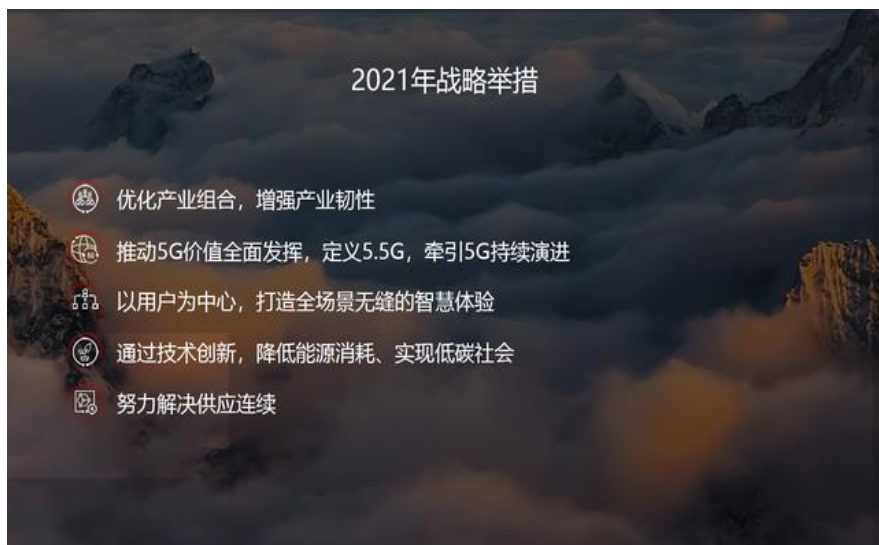 2021年战略举措
优化产业组合，增强产业韧性
推动5G价值全面发挥，定义5.5G，牵引5G持续演进
以用户为中心，打造全场景无缝的智慧体验
通过技术创新，降低能源消耗、实现低碳社会
努力解决供应连续